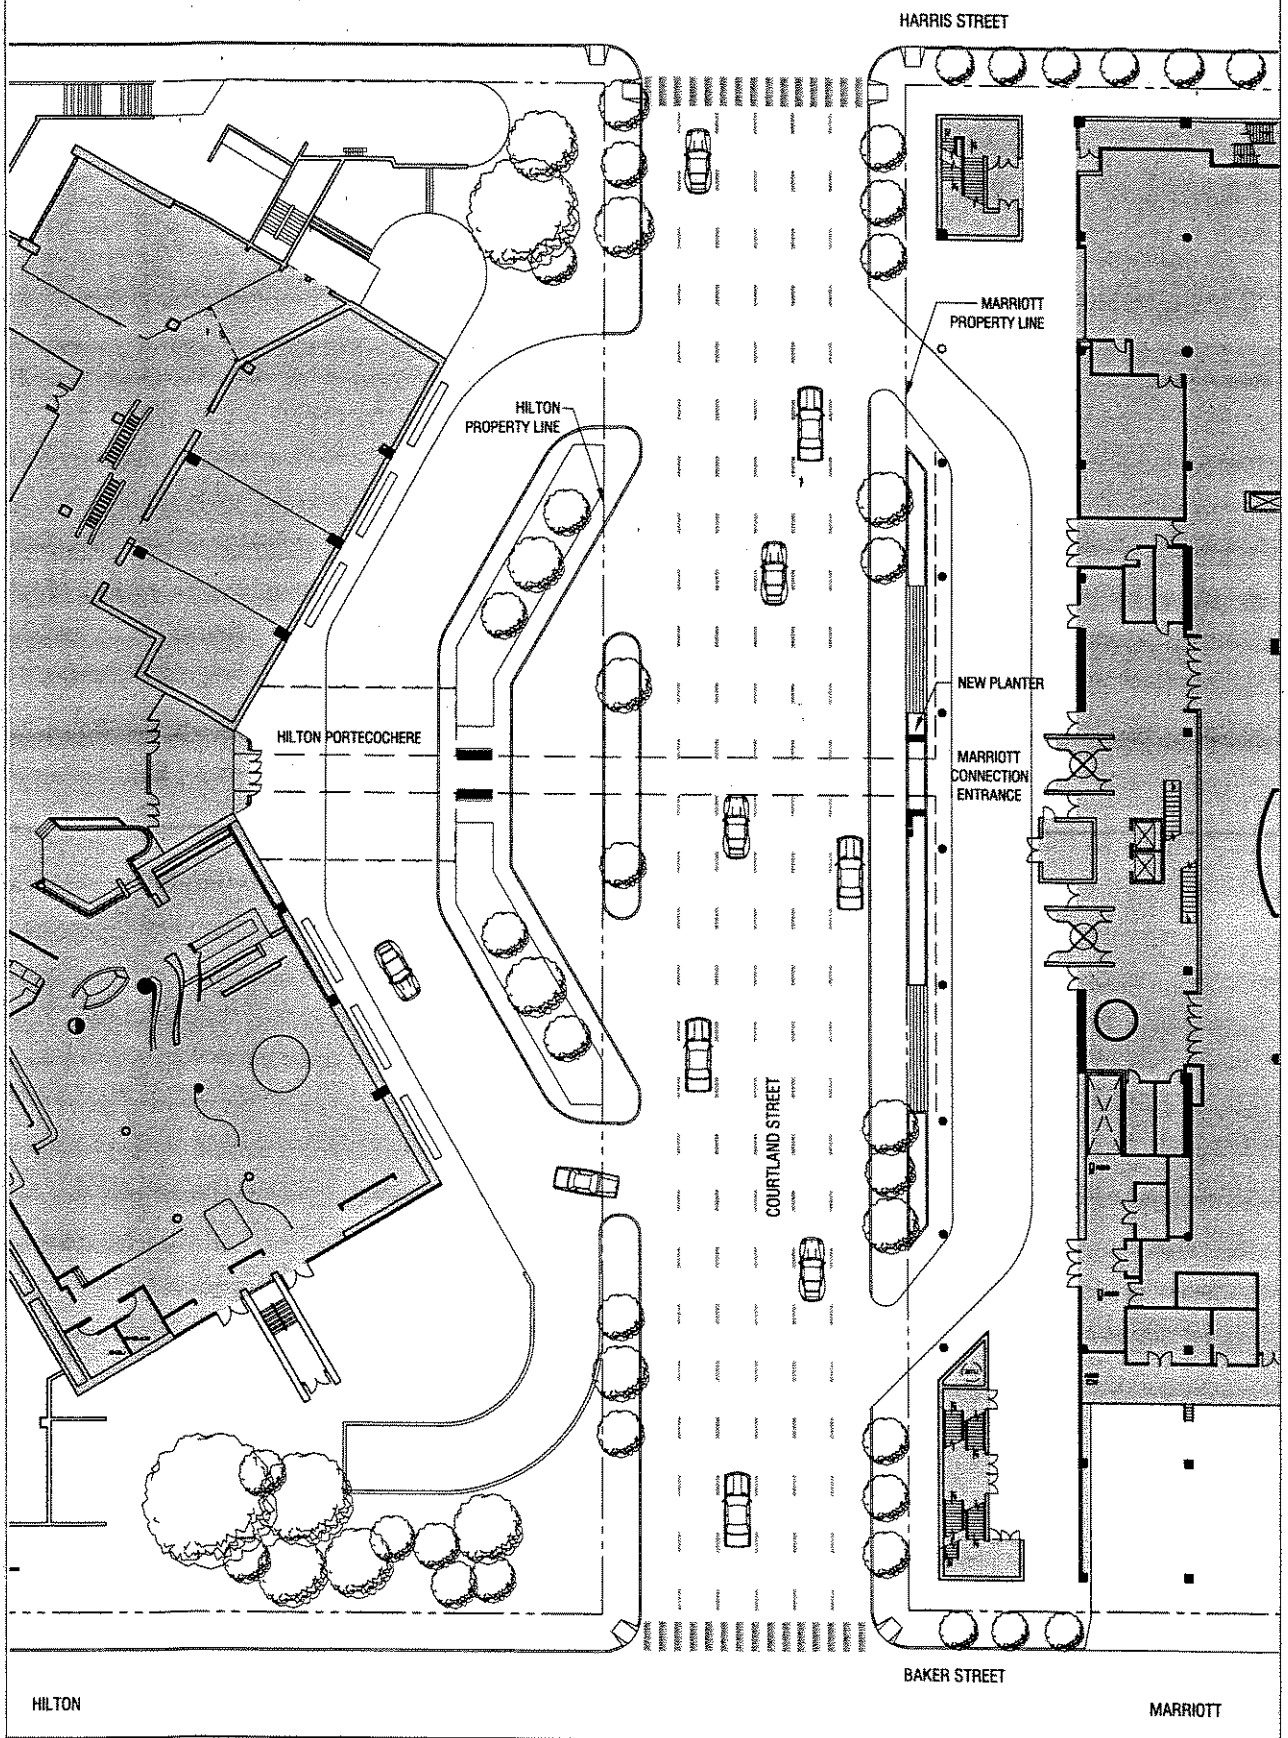 HARRIS STREET
MARRIOTT
PROPERTY LINE
HILTON
PROPERTY LINE
NEW PLANTER
HILTON PORTECOCHERE
MARRIOTT
CONNECTION
ENTRANCE
COURTLAND STREET
BAKER STREET
HILTON
MARRIOTT